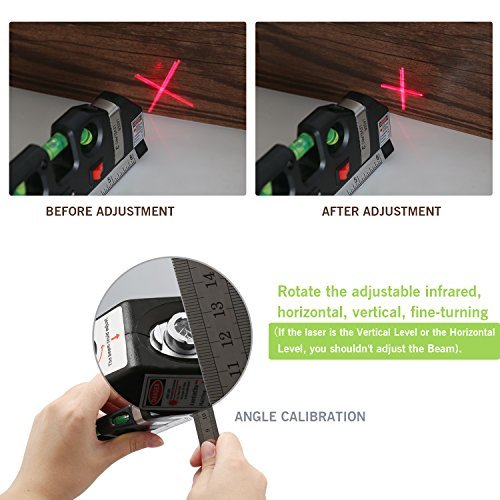 BEFORE ADJUSTMENT
AFTER ADJUSTMENT
Rotate the adjustable infrared,
horizontal, vertical, fine-turning
(If the laser is the Vertical Level or the Horizontal
Level, you shouldn't adjust the Beam).
14
13
12
11
ANGLE CALIBRATION